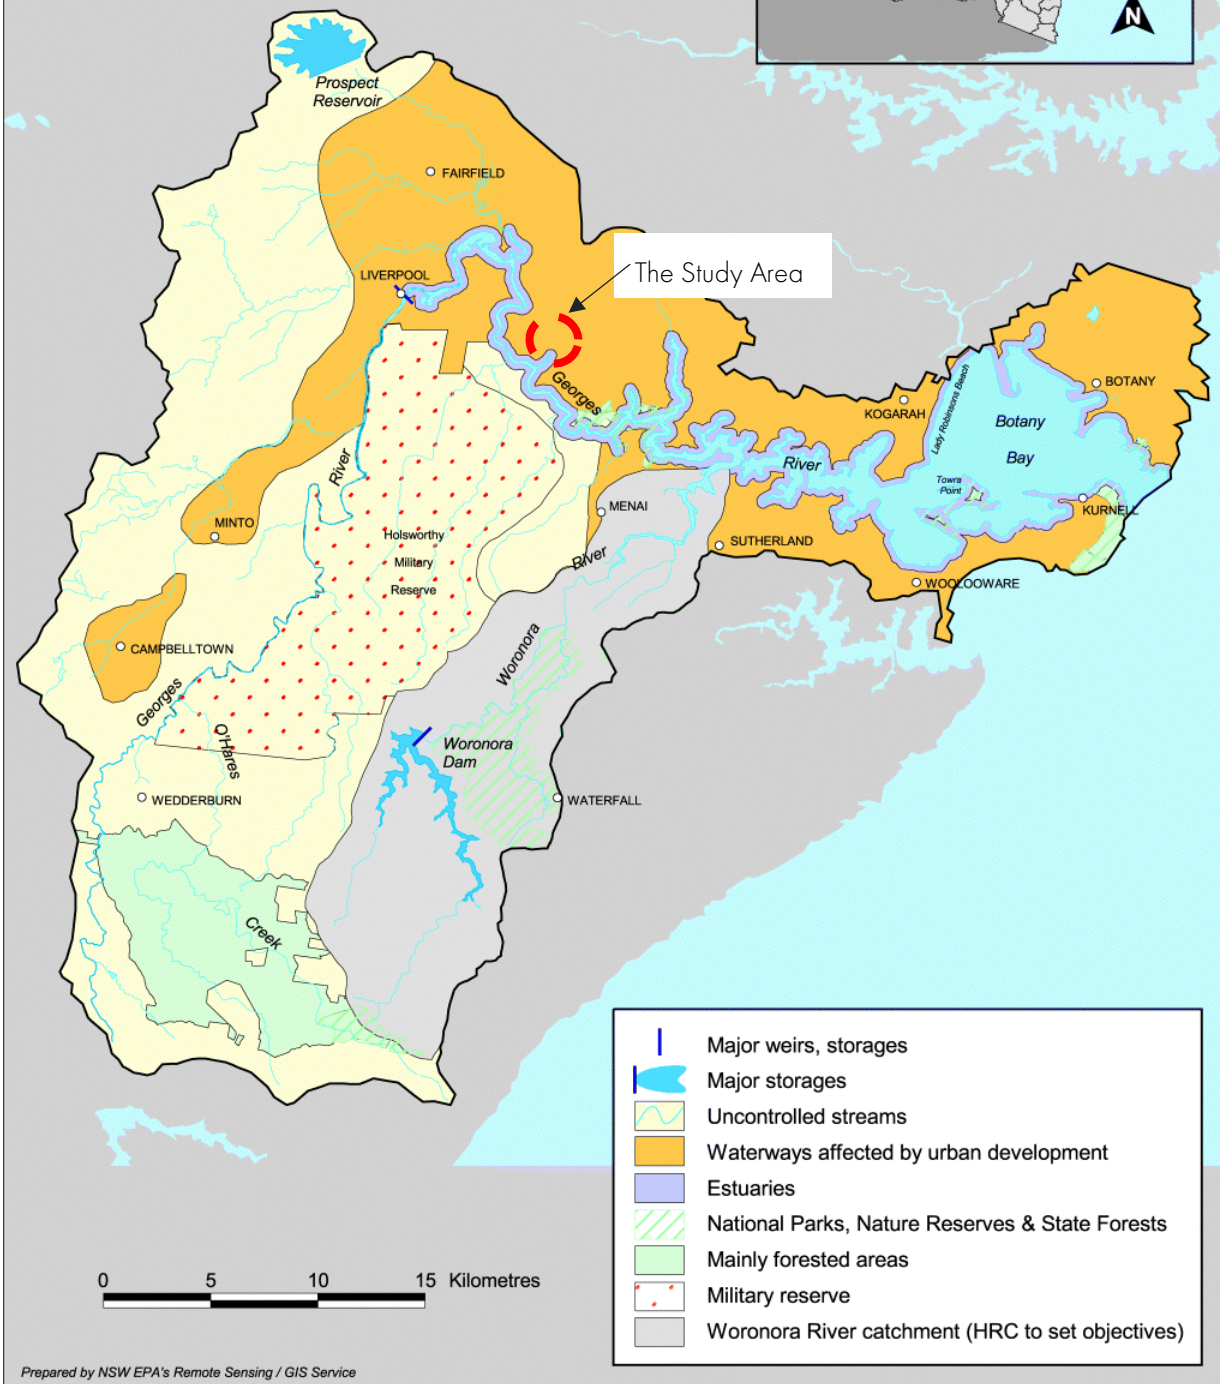 N
Prospect
Reservoir
FAIRFIELD
The Study Area
LIVERPOOL
Georges
BOTANY
KOGARAH
Lady Robinsons Beach
Botany
Bay
River
River
Towra
Point
KURNELL
MINTO
MENAI
Holsworthy
Military
Reserve
SUTHERLAND
River
WOOLOOWARE
CAMPBELLTOWN
Woronora
Georges
O'Hares
Woronora
Dam
WEDDERBURN
WATERFALL
Creek
Major weirs, storages
Major storages
Uncontrolled streams
Waterways affected by urban development
Estuaries
National Parks, Nature Reserves & State Forests
Mainly forested areas
Military reserve
Woronora River catchment (HRC to set objectives)
0 5 10 15 Kilometres
Prepared by NSW EPA's Remote Sensing / GIS Service